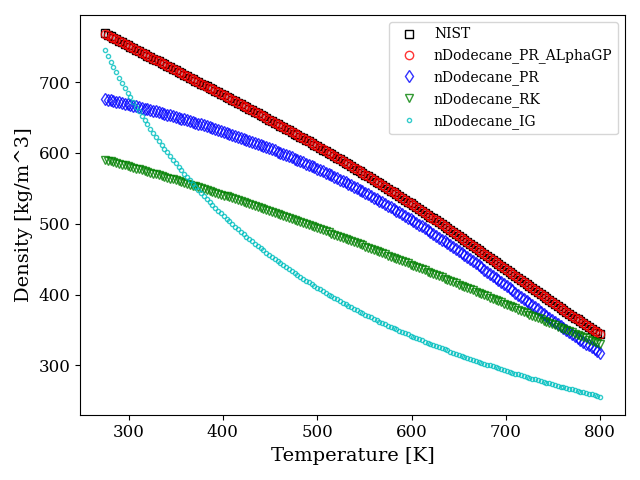 NIST
nDodecane_PR_ALphaGP
nDodecane_PR
nDodecane_RK
nDodecane_IG
Density [kg/m^3]
700
600
500
400
300
300 400 500 600 700 800
Temperature [K]